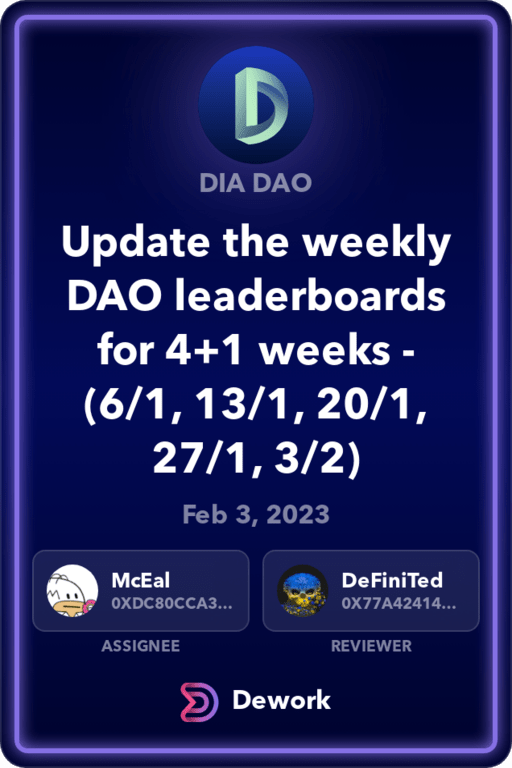 DIA DAO
Update the weekly
DAO leaderboards
for 4+1 weeks -
(6/1, 13/1, 20/1,
27/1, 3/2)
Feb 3, 2023
McEal
0XDC80CCA3...
ASSIGNEE
DeFiniTed
0X77A42414...
REVIEWER
Dework